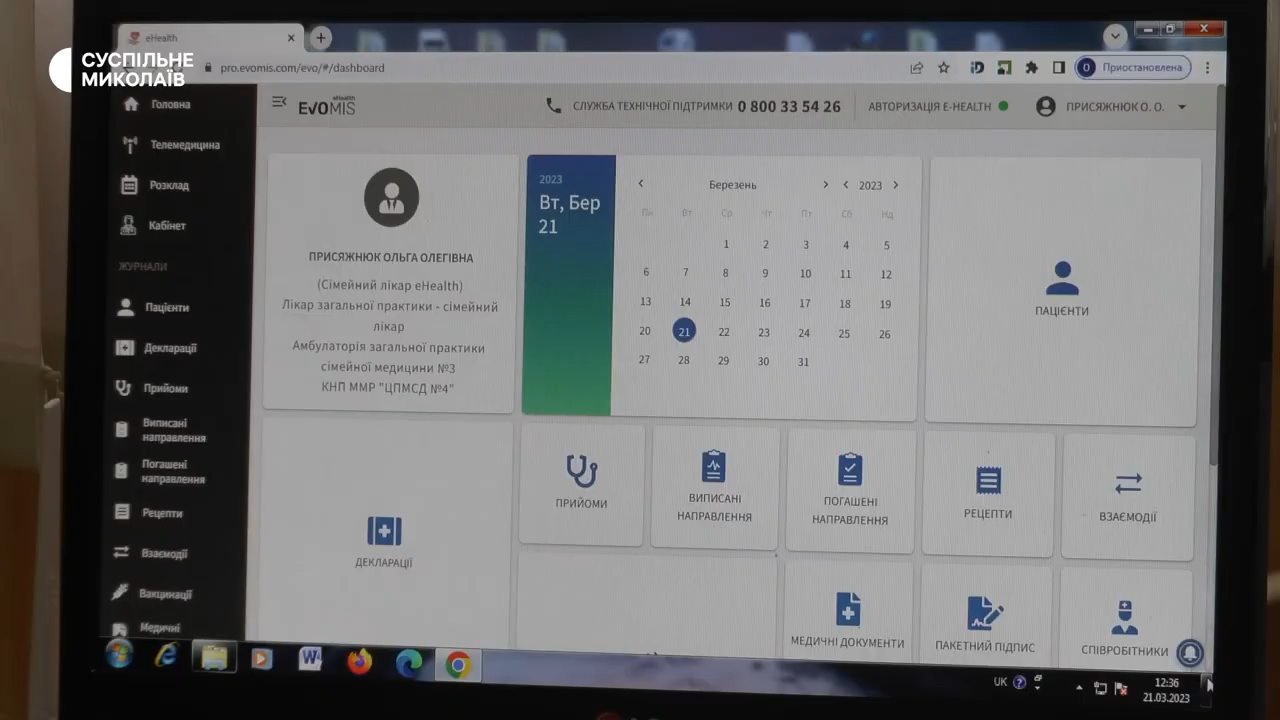 СУСПІЛЬНЕ
МИКОЛАЇВ
eHealth
pro.evomis.com/evo/#/dashboard
Приостановлена
Головна
Телемедицина
Розклад
Кабінет
ЖУРНАЛИ
Пацієнти
Декларації
Прийоми
Виписані
направлення
Погашені
направлення
Рецепти
Взаємодії
Вакцинації
Медичні
eHealth
EVOMIS
СЛУЖБА ТЕХНІЧНОЇ ПІДТРИМКИ 0 800 33 54 26
АВТОРИЗАЦІЯ E-HEALTH
ПРИСЯЖНЮК О. О.
ПРИСЯЖНЮК ОЛЬГА ОЛЕГІВНА
(Сімейний лікар eHealth)
Лікар загальної практики - сімейний
лікар
Амбулаторія загальної практики
сімейної медицини №3
КНП ММР "ЦПМСД №4"
2023
Вт, Бер
21
Березень
2023
Пн Вт Ср Чт Пт Сб Нд
1 2 3 4 5
6 7 8 9 10 11 12
13 14 15 16 17 18 19
20 21 22 23 24 25 26
27 28 29 30 31
ПАЦІЄНТИ
ДЕКЛАРАЦІЇ
ПРИЙОМИ
ВИПИСАНІ
НАПРАВЛЕННЯ
ПОГАШЕНІ
НАПРАВЛЕННЯ
РЕЦЕПТИ
ВЗАЄМОДІЇ
МЕДИЧНІ ДОКУМЕНТИ
ПАКЕТНИЙ ПІДПИС
СПІВРОБІТНИКИ
UK
12:36
21.03.2023